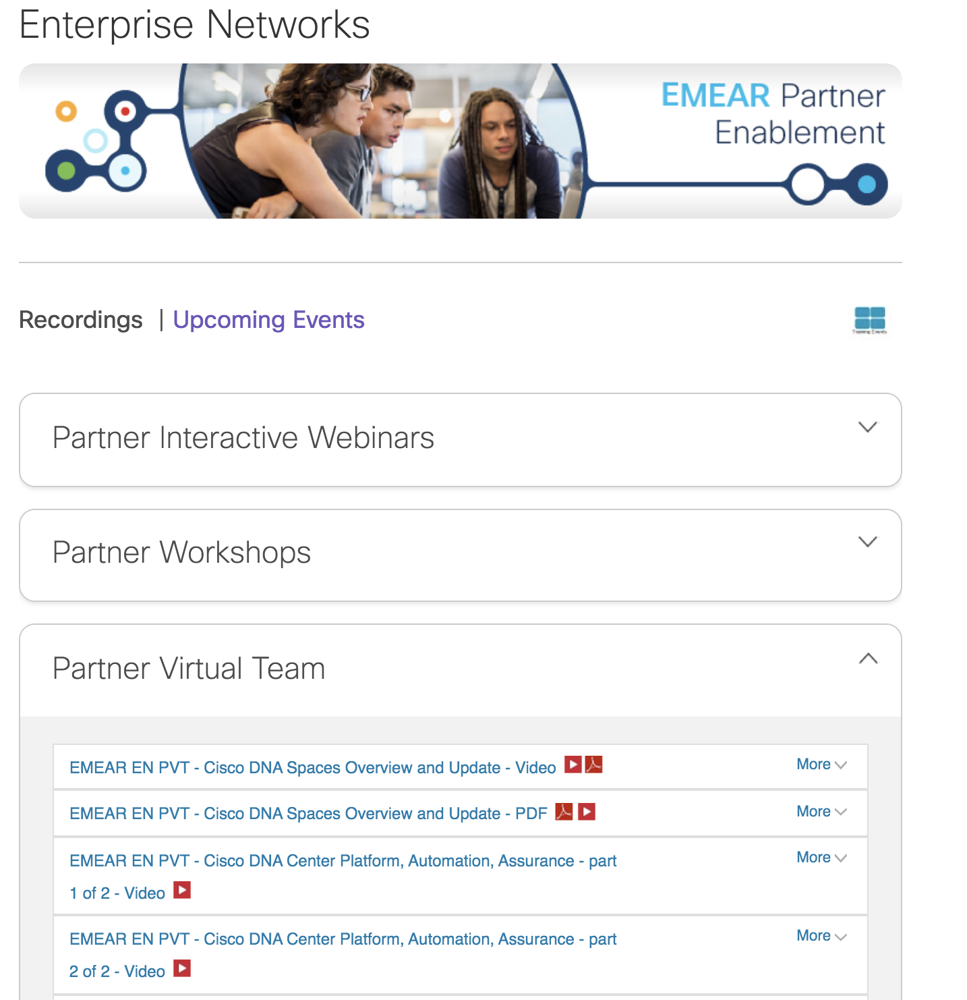 Enterprise Networks
EMEAR Partner
Enablement
Recordings | Upcoming Events
Training Events
Partner Interactive Webinars
Partner Workshops
Partner Virtual Team
EMEAR EN PVT - Cisco DNA Spaces Overview and Update - Video More
EMEAR EN PVT - Cisco DNA Spaces Overview and Update - PDF More
EMEAR EN PVT - Cisco DNA Center Platform, Automation, Assurance - part More
1 of 2 - Video
EMEAR EN PVT - Cisco DNA Center Platform, Automation, Assurance - part More
2 of 2 - Video